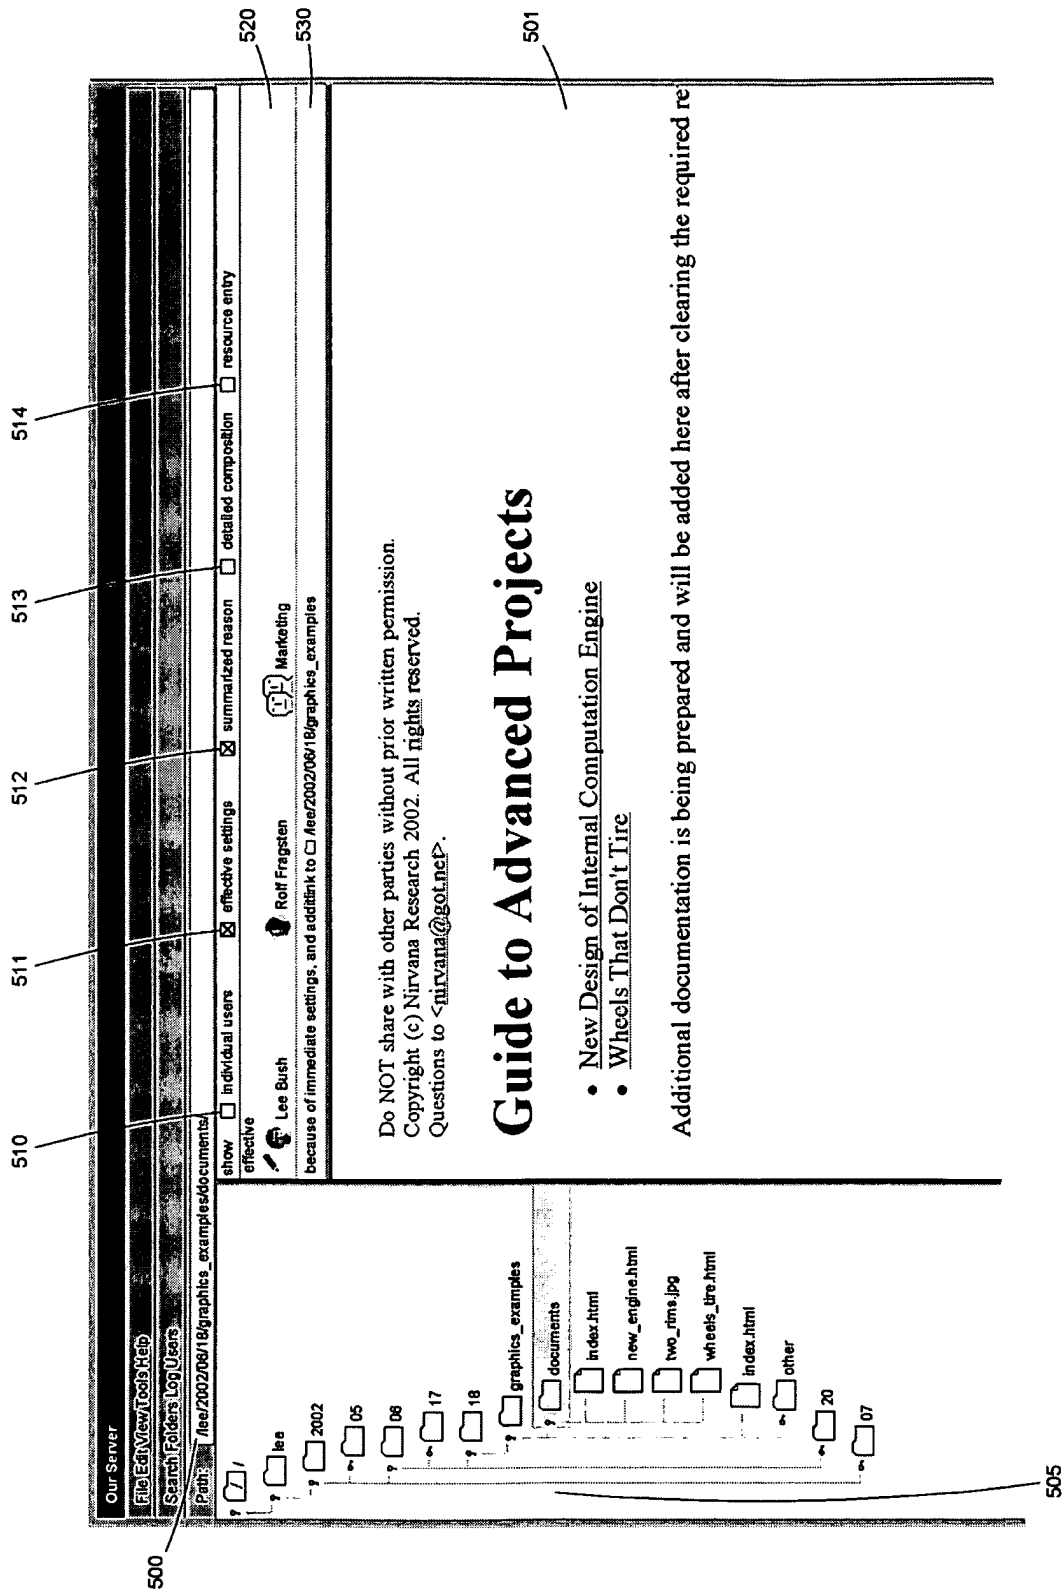 510
511
512
513
514
Our Server
File Edit View Tools Help
Search Folders Log Users
Path: /lee/2002/06/18/graphics_examples/documents/
500
show individual users effective settings summarized reason detailed composition resource entry
effective
Lee Bush Rolf Fragsten Marketing
520
because of immediate settings, and additlink to /lee/2002/06/18/graphics_examples
530
/
lee
2002
05
06
17
18
graphics_examples
documents
index.html
new_engine.html
two_rims.jpg
wheels_tire.html
index.html
other
20
07
505
Do NOT share with other parties without prior written permission.
Copyright (c) Nirvana Research 2002. All rights reserved.
Questions to <nirvana@got.net>.
501
Guide to Advanced Projects
• New Design of Internal Computation Engine
• Wheels That Don't Tire
Additional documentation is being prepared and will be added here after clearing the required re